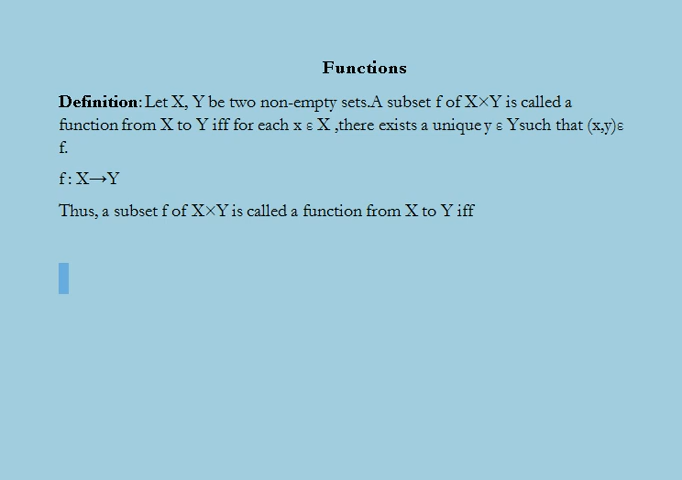 Functions
Definition: Let X, Y be two non-empty sets.A subset f of X×Y is called a
function from X to Y iff for each x ε X ,there exists a unique y ε Ysuch that (x,y)ε
f.
f: X→Y
Thus, a subset f of X×Y is called a function from X to Y iff